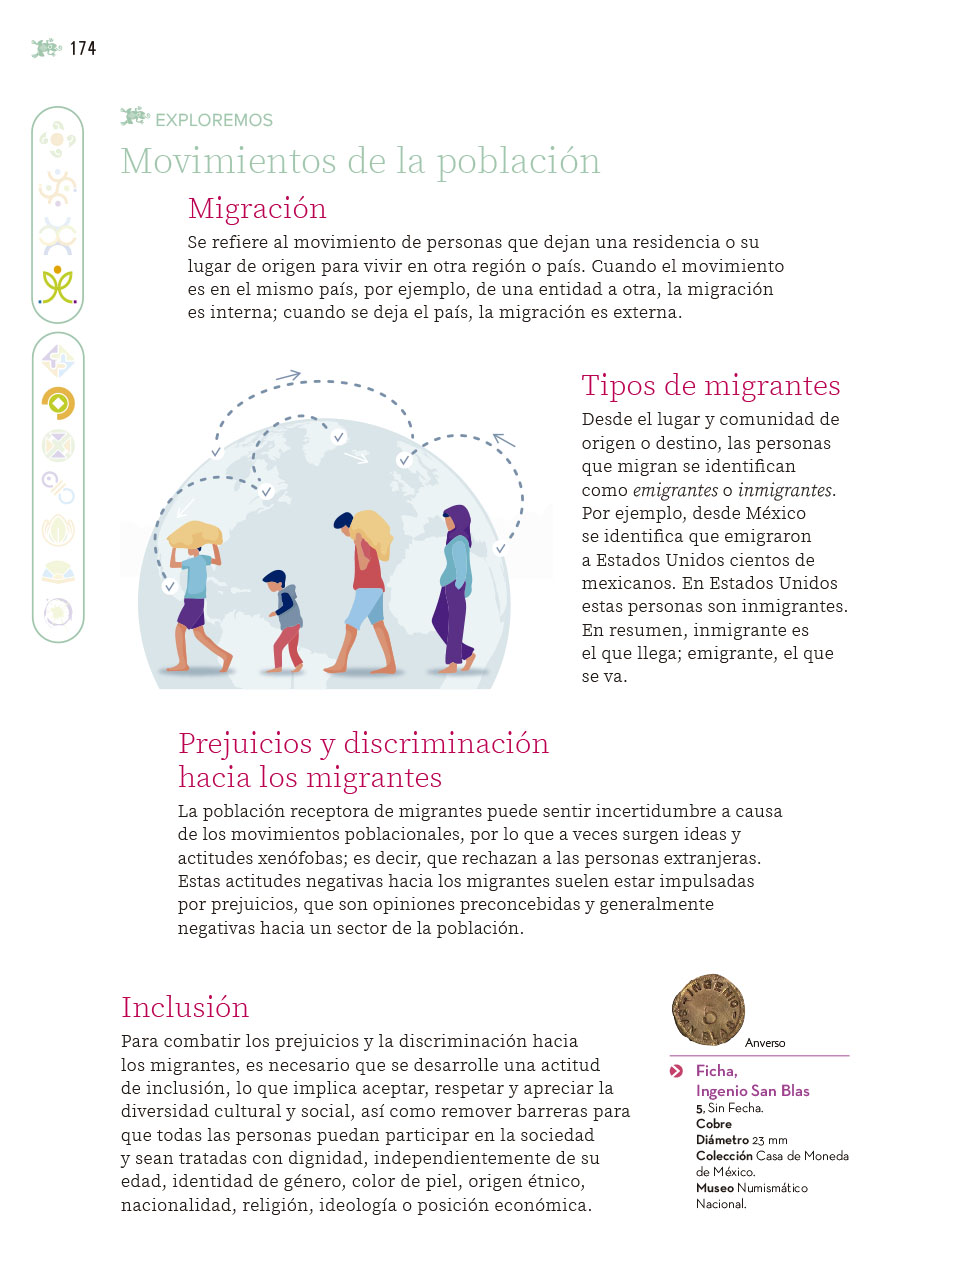 174
EXPLOREMOS
Movimientos de la población
Migración
Se refiere al movimiento de personas que dejan una residencia o su
lugar de origen para vivir en otra región o país. Cuando el movimiento
es en el mismo país, por ejemplo, de una entidad a otra, la migración
es interna; cuando se deja el país, la migración es externa.
Tipos de migrantes
Desde el lugar y comunidad de
origen o destino, las personas
que migran se identifican
como emigrantes o inmigrantes.
Por ejemplo, desde México
se identifica que emigraron
a Estados Unidos cientos de
mexicanos. En Estados Unidos
estas personas son inmigrantes.
En resumen, inmigrante es
el que llega; emigrante, el que
se va.
Prejuicios y discriminación
hacia los migrantes
La población receptora de migrantes puede sentir incertidumbre a causa
de los movimientos poblacionales, por lo que a veces surgen ideas y
actitudes xenófobas; es decir, que rechazan a las personas extranjeras.
Estas actitudes negativas hacia los migrantes suelen estar impulsadas
por prejuicios, que son opiniones preconcebidas y generalmente
negativas hacia un sector de la población.
Inclusión
Para combatir los prejuicios y la discriminación hacia
los migrantes, es necesario que se desarrolle una actitud
de inclusión, lo que implica aceptar, respetar y apreciar la
diversidad cultural y social, así como remover barreras para
que todas las personas puedan participar en la sociedad
y sean tratadas con dignidad, independientemente de su
edad, identidad de género, color de piel, origen étnico,
nacionalidad, religión, ideología o posición económica.
INGENIO
SAN BLAS
Anverso
Ficha,
Ingenio San Blas
5, Sin Fecha.
Cobre
Diámetro 23 mm
Colección Casa de Moneda
de México.
Museo Numismático
Nacional.